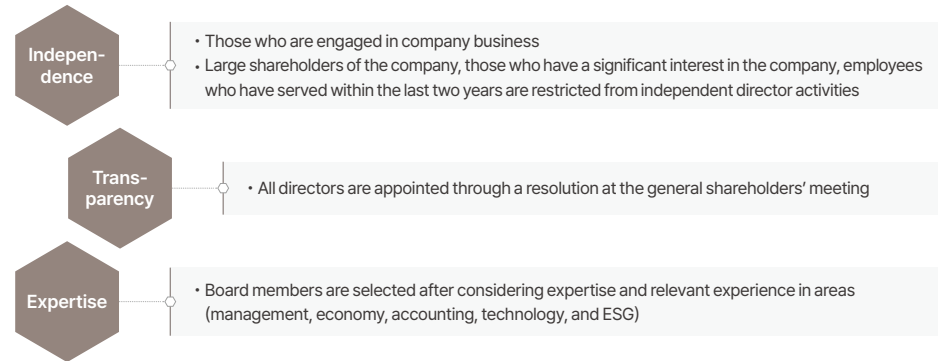 Indepen-
dence
• Those who are engaged in company business
• Large shareholders of the company, those who have a significant interest in the company, employees
who have served within the last two years are restricted from independent director activities
Trans-
parency
• All directors are appointed through a resolution at the general shareholders’ meeting
Expertise
• Board members are selected after considering expertise and relevant experience in areas
(management, economy, accounting, technology, and ESG)